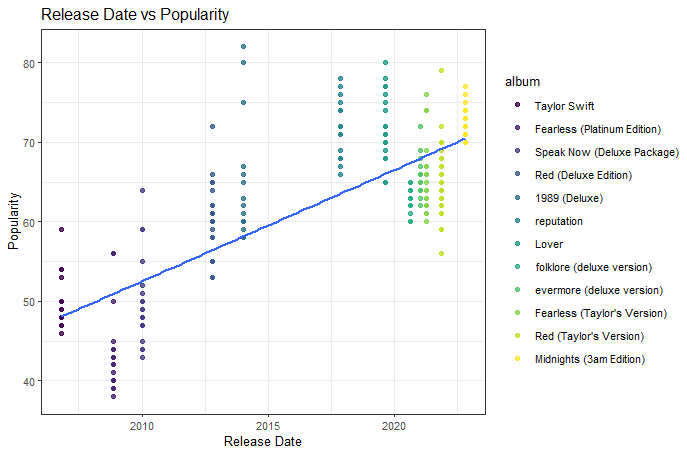 Release Date vs Popularity
Popularity
80
70
60
50
40
2010
2015
2020
Release Date
album
Taylor Swift
Fearless (Platinum Edition)
Speak Now (Deluxe Package)
Red (Deluxe Edition)
1989 (Deluxe)
reputation
Lover
folklore (deluxe version)
evermore (deluxe version)
Fearless (Taylor's Version)
Red (Taylor's Version)
Midnights (3am Edition)